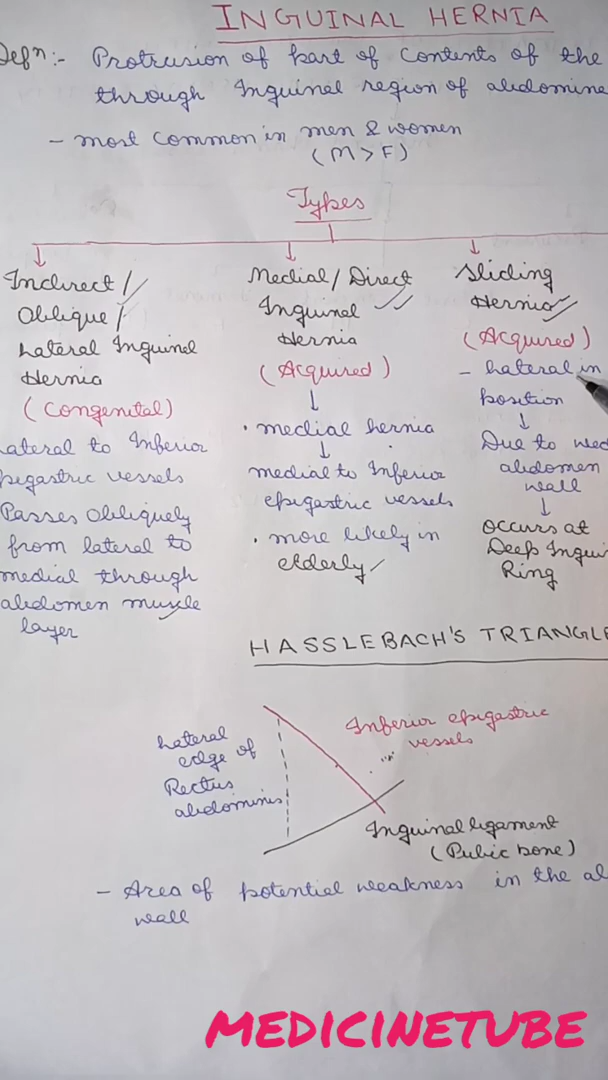 INGUINAL HERNIA
Defⁿ:- Protrusion of part of contents of the
through Inguinal region of abdomine
- most common in men & women
(M > F)
Types
Indirect /
Oblique /
Lateral Inguinal
Hernia
(Congenital)
Lateral to Inferior
epigastric vessels
Passes obliquely
from lateral to
medial through
abdomen muscle
layer
Medial / Direct
Inguinal
Hernia
(Acquired)
• medial hernia
medial to Inferior
epigastric vessels
• more likely in
elderly
Sliding
Hernia
(Acquired)
- Lateral in
position
Due to
abdomen
wall
occurs at
Deep Ingui
Ring
HASSLEBACH'S TRIANGLE
Lateral
edge of
Rectus
abdominis
Inferior epigastric
vessels
Inguinal ligament
(Pubic bone)
- Area of potential weakness in the
wall
MEDICINETUBE